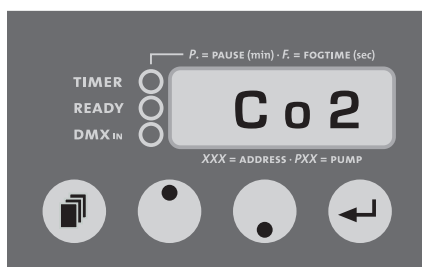 P. = PAUSE (min) · F. = FOGTIME (sec)
TIMER
READY
DMX IN
Co2
XXX = ADDRESS · PXX = PUMP